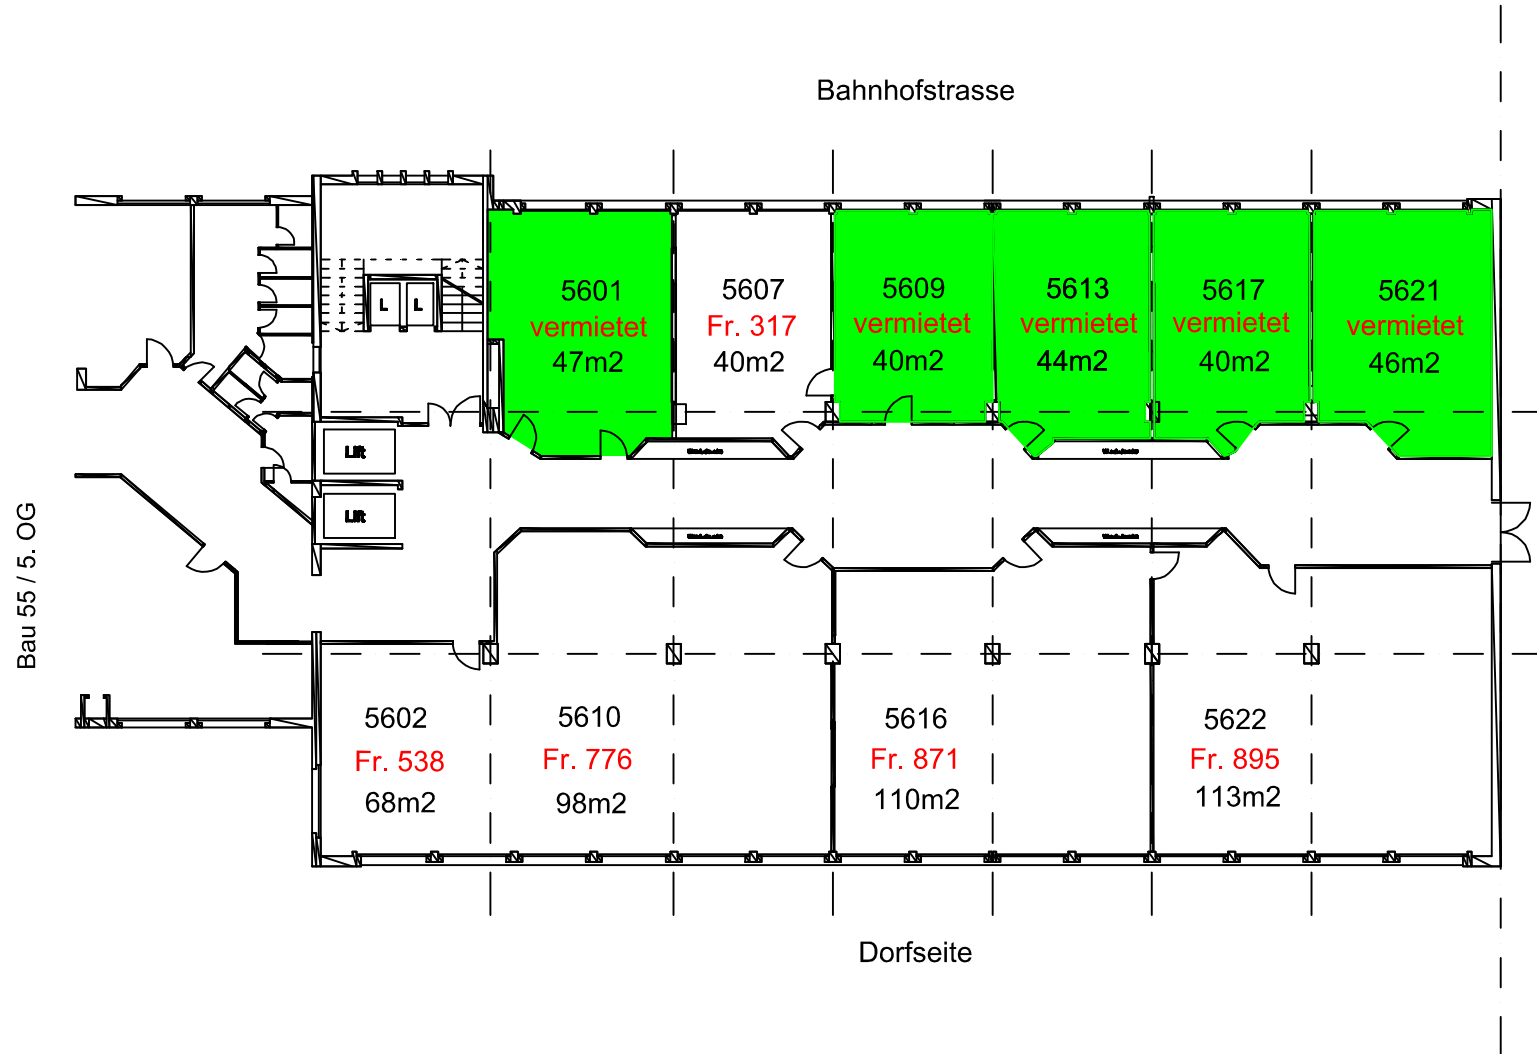 Bahnhofstrasse
5601
vermietet
47m2
5607
Fr. 317
40m2
5609
vermietet
40m2
5613
vermietet
44m2
5617
vermietet
40m2
5621
vermietet
46m2
L
L
Lift
Lift
Bau 55 / 5. OG
5602
Fr. 538
68m2
5610
Fr. 776
98m2
5616
Fr. 871
110m2
5622
Fr. 895
113m2
Dorfseite